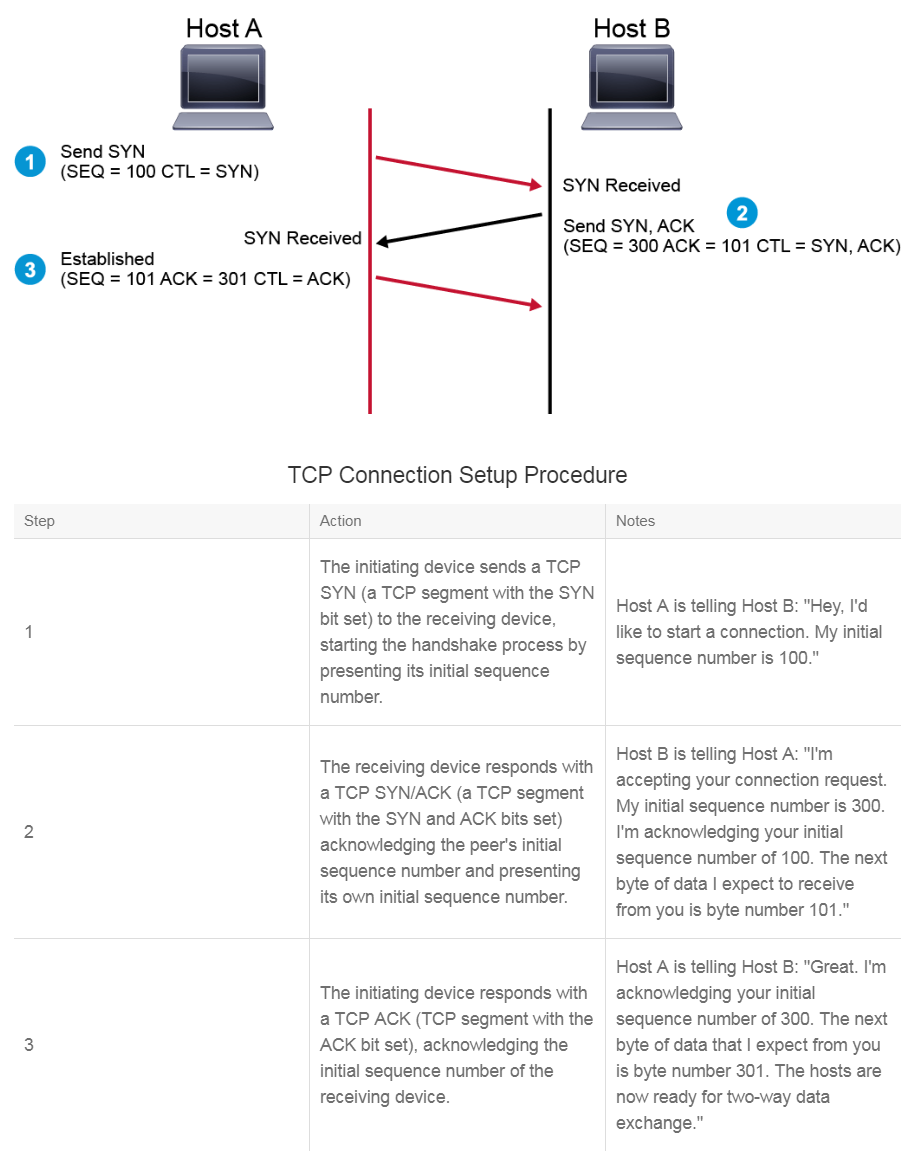 Host A
Host B
1
Send SYN
(SEQ = 100 CTL = SYN)
SYN Received
2
Send SYN, ACK
(SEQ = 300 ACK = 101 CTL = SYN, ACK)
SYN Received
3
Established
(SEQ = 101 ACK = 301 CTL = ACK)
TCP Connection Setup Procedure
Step
Action
Notes
1
The initiating device sends a TCP
SYN (a TCP segment with the SYN
bit set) to the receiving device,
starting the handshake process by
presenting its initial sequence
number.
Host A is telling Host B: "Hey, I'd
like to start a connection. My initial
sequence number is 100."
2
The receiving device responds with
a TCP SYN/ACK (a TCP segment
with the SYN and ACK bits set)
acknowledging the peer's initial
sequence number and presenting
its own initial sequence number.
Host B is telling Host A: "I'm
accepting your connection request.
My initial sequence number is 300.
I'm acknowledging your initial
sequence number of 100. The next
byte of data I expect to receive
from you is byte number 101."
3
The initiating device responds with
a TCP ACK (TCP segment with the
ACK bit set), acknowledging the
initial sequence number of the
receiving device.
Host A is telling Host B: "Great. I'm
acknowledging your initial
sequence number of 300. The next
byte of data that I expect from you
is byte number 301. The hosts are
now ready for two-way data
exchange."